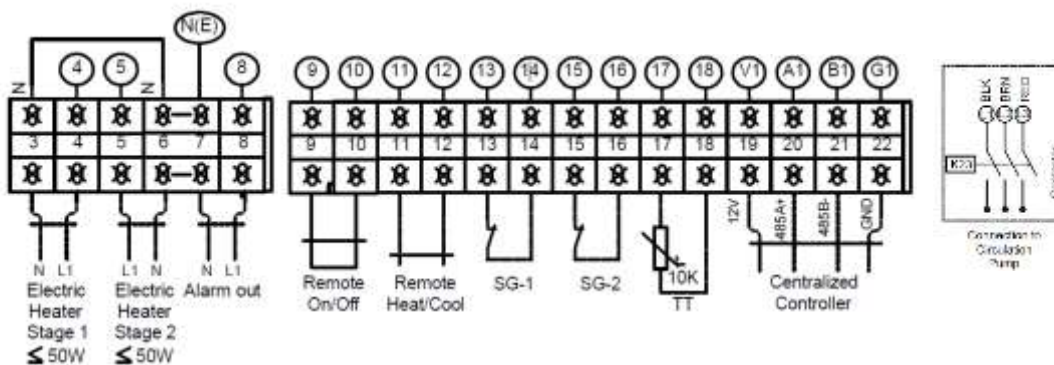 N(E)
N
4
5
N
8
9
10
11
12
13
14
15
16
17
18
V1
A1
B1
G1
3
4
5
6
7
8
9
10
11
12
13
14
15
16
17
18
19
20
21
22
N
L1
L1
N
N
L1
Electric
Heater
Stage 1
≤ 50W
Electric
Heater
Stage 2
≤ 50W
Alarm out
Remote
On/Off
Remote
Heat/Cool
SG-1
SG-2
10K
TT
12V
485A+
485B-
GND
Centralized
Controller
BLK
BRN
RED
K23
Connection to
Circulation
Pump